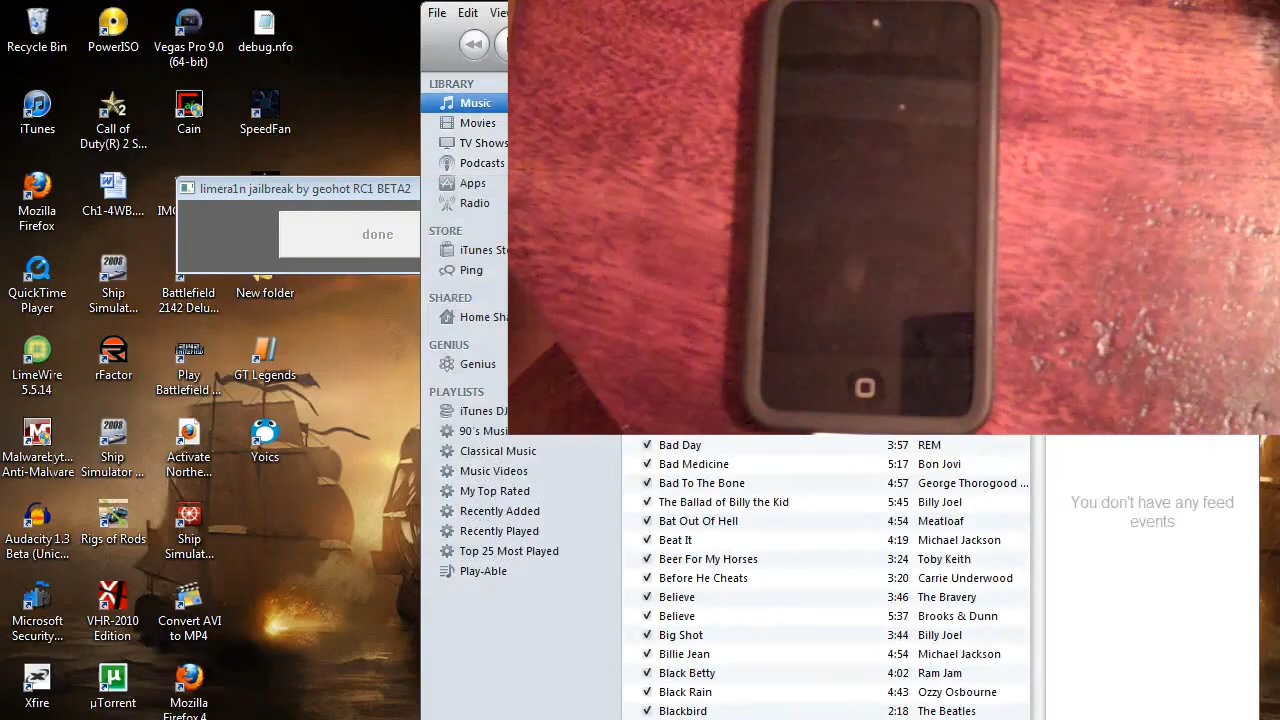 Recycle Bin
PowerISO
Vegas Pro 9.0
(64-bit)
debug.nfo
iTunes
Call of
Duty(R) 2 S...
Cain
SpeedFan
Mozilla
Firefox
Ch1-4WB....
QuickTime
Player
Ship
Simulat...
Battlefield
2142 Delu...
New folder
LimeWire
5.5.14
rFactor
Play
Battlefield ...
GT Legends
Malwarebyt...
Anti-Malware
Ship
Simulator ...
Activate
Northe...
Yoics
Audacity 1.3
Beta (Unic...
Rigs of Rods
Ship
Simulat...
Microsoft
Security...
VHR-2010
Edition
Convert AVI
to MP4
Xfire
µTorrent
Mozilla
Firefox 4
limera1n jailbreak by geohot RC1 BETA2
done
File Edit
LIBRARY
Music
Movies
TV Shows
Podcasts
Apps
Radio
STORE
iTunes
Ping
SHARED
Home
GENIUS
Genius
PLAYLISTS
iTunes DJ
90's
Classical Music
Music Videos
My Top Rated
Recently Added
Recently Played
Top 25 Most Played
Play-Able
Bad Day 3:57 REM
Bad Medicine 5:17 Bon Jovi
Bad To The Bone 4:57 George Thorogood ...
The Ballad of Billy the Kid 5:45 Billy Joel
Bat Out Of Hell 4:54 Meatloaf
Beat It 4:19 Michael Jackson
Beer For My Horses 3:24 Toby Keith
Before He Cheats 3:20 Carrie Underwood
Believe 3:46 The Bravery
Believe 5:37 Brooks & Dunn
Big Shot 3:44 Billy Joel
Billie Jean 4:54 Michael Jackson
Black Betty 4:02 Ram Jam
Black Rain 4:43 Ozzy Osbourne
Blackbird 2:18 The Beatles
You don't have any feed
events